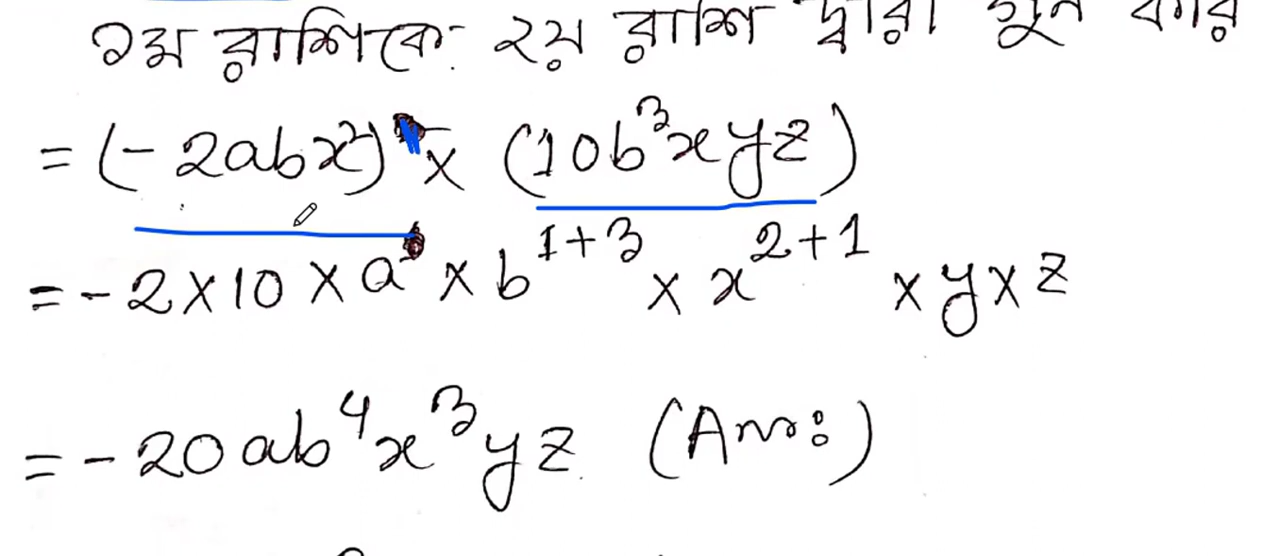 ১ম রাশিকে ২য় রাশি দ্বারা গুন করি
= (- 2abx²) × (10b³xyz)
= - 2 × 10 × a × b¹⁺³ × x²⁺¹ × y × z
= - 20ab⁴x³yz (Ans:)